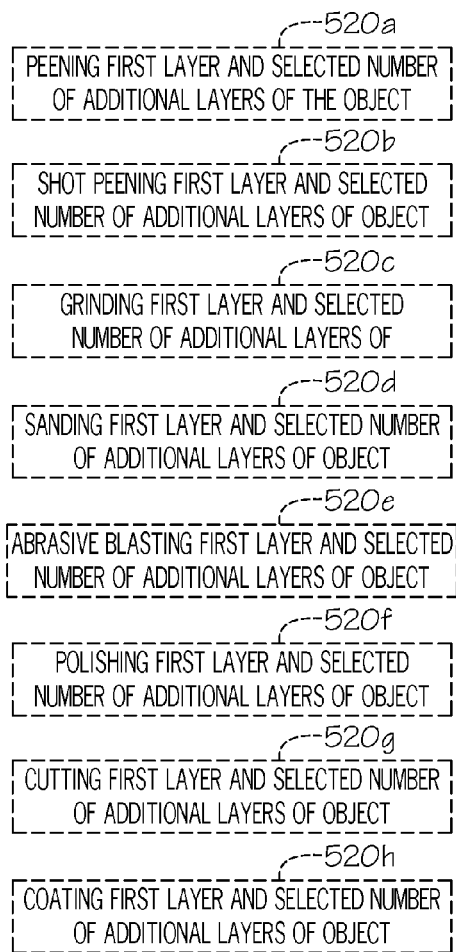 520a
PEENING FIRST LAYER AND SELECTED NUMBER
OF ADDITIONAL LAYERS OF THE OBJECT
520b
SHOT PEENING FIRST LAYER AND SELECTED
NUMBER OF ADDITIONAL LAYERS OF OBJECT
520c
GRINDING FIRST LAYER AND SELECTED
NUMBER OF ADDITIONAL LAYERS OF
520d
SANDING FIRST LAYER AND SELECTED NUMBER
OF ADDITIONAL LAYERS OF OBJECT
520e
ABRASIVE BLASTING FIRST LAYER AND SELECTED
NUMBER OF ADDITIONAL LAYERS OF OBJECT
520f
POLISHING FIRST LAYER AND SELECTED
NUMBER OF ADDITIONAL LAYERS OF OBJECT
520g
CUTTING FIRST LAYER AND SELECTED NUMBER
OF ADDITIONAL LAYERS OF OBJECT
520h
COATING FIRST LAYER AND SELECTED NUMBER
OF ADDITIONAL LAYERS OF OBJECT